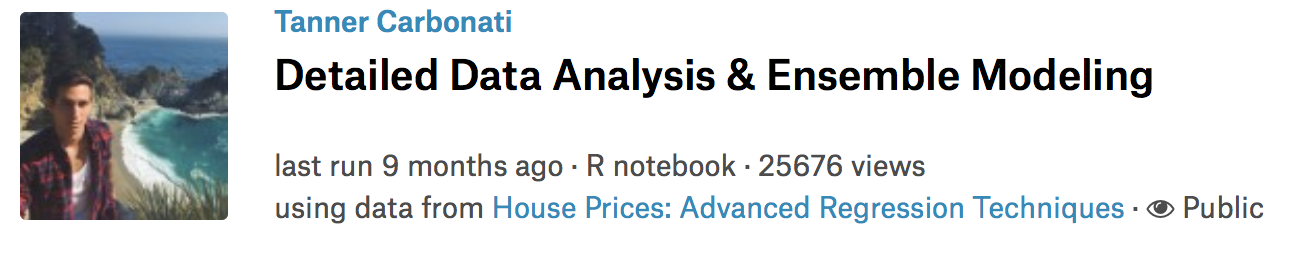 Tanner Carbonati
Detailed Data Analysis & Ensemble Modeling
last run 9 months ago · R notebook · 25676 views
using data from House Prices: Advanced Regression Techniques · Public